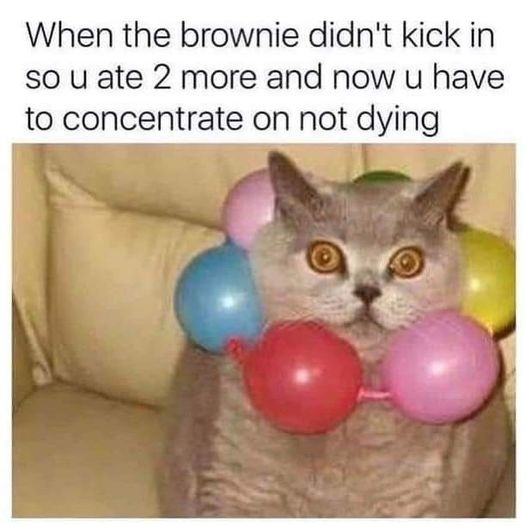 When the brownie didn't kick in
so u ate 2 more and now u have
to concentrate on not dying